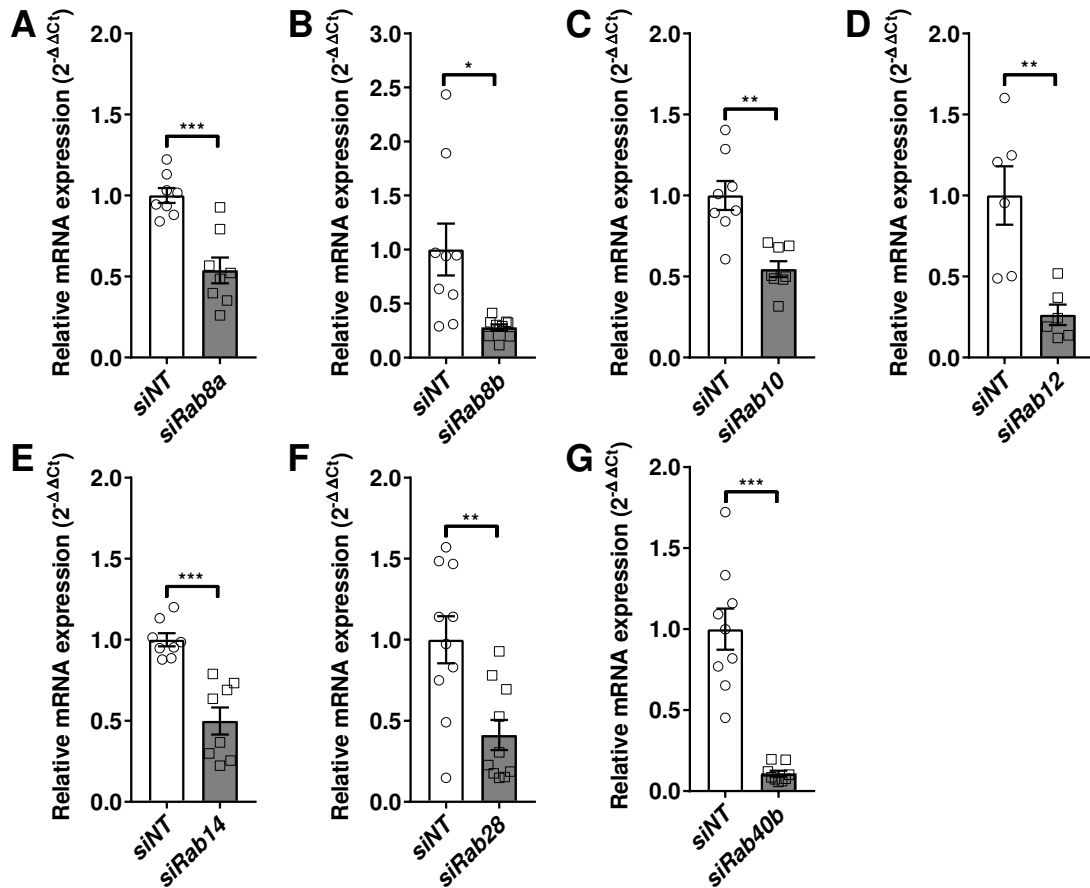 A
Relative mRNA expression (2-ΔΔCt)
2.0
1.5
1.0
0.5
0.0
***
siNT
siRab8a
B
Relative mRNA expression (2-ΔΔCt)
3.0
2.5
2.0
1.5
1.0
0.5
0.0
*
siNT
siRab8b
C
Relative mRNA expression (2-ΔΔCt)
2.0
1.5
1.0
0.5
0.0
**
siNT
siRab10
D
Relative mRNA expression (2-ΔΔCt)
2.0
1.5
1.0
0.5
0.0
**
siNT
siRab12
E
Relative mRNA expression (2-ΔΔCt)
2.0
1.5
1.0
0.5
0.0
***
siNT
siRab14
F
Relative mRNA expression (2-ΔΔCt)
2.0
1.5
1.0
0.5
0.0
**
siNT
siRab28
G
Relative mRNA expression (2-ΔΔCt)
2.0
1.5
1.0
0.5
0.0
***
siNT
siRab40b